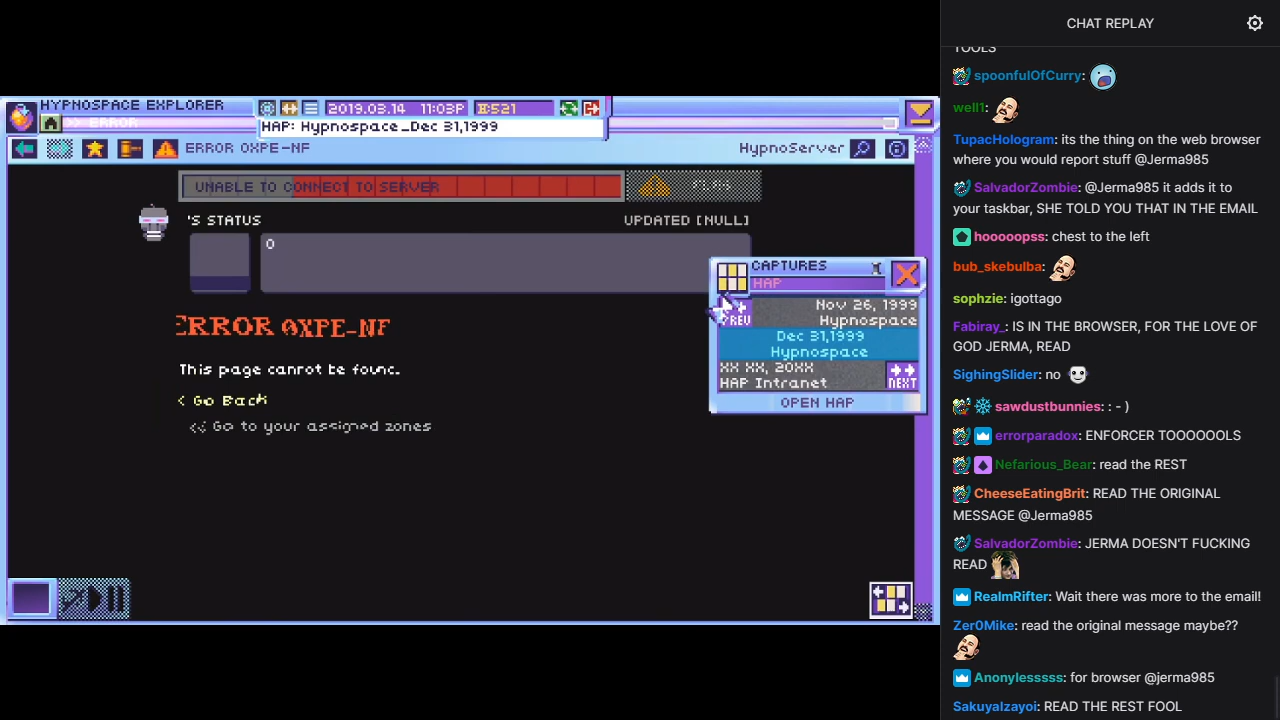 HYPNOSPACE EXPLORER
2019.03.14 11:03P
521
>> ERROR
HAP: Hypnospace_Dec 31,1999
ERROR OXPE-NF
HypnoServer
UNABLE TO CONNECT TO SERVER
'S STATUS
UPDATED [NULL]
0
ERROR OXPE-NF
This page cannot be found.
< Go Back
<< Go to your assigned zones
CAPTURES
HAP
PREV
Nov 26, 1999
Hypnospace
Dec 31,1999
Hypnospace
XX XX, 20XX
HAP Intranet
NEXT
OPEN HAP
CHAT REPLAY
TOOLS
spoonfulOfCurry:
well1:
TupacHologram: its the thing on the web browser
where you would report stuff @Jerma985
SalvadorZombie: @Jerma985 it adds it to
your taskbar, SHE TOLD YOU THAT IN THE EMAIL
hooooopss: chest to the left
bub_skebulba:
sophzie: igottago
Fabiray_: IS IN THE BROWSER, FOR THE LOVE OF
GOD JERMA, READ
SighingSlider: no
sawdustbunnies: : - )
errorparadox: ENFORCER TOOOOOOLS
Nefarious_Bear: read the REST
CheeseEatingBrit: READ THE ORIGINAL
MESSAGE @Jerma985
SalvadorZombie: JERMA DOESN'T FUCKING
READ
RealmRifter: Wait there was more to the email!
Zer0Mike: read the original message maybe??
Anonylesssss: for browser @jerma985
SakuyaIzayoi: READ THE REST FOOL